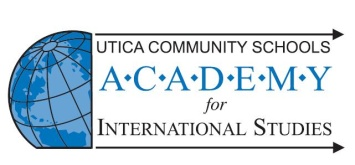 UTICA COMMUNITY SCHOOLS
A•C•A•D•E•M•Y
for
INTERNATIONAL STUDIES